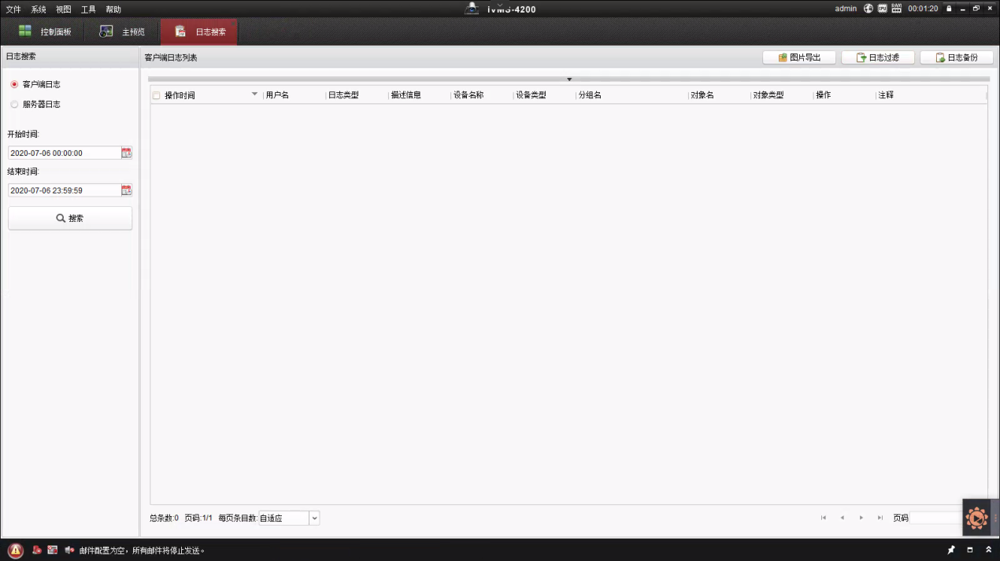 文件 系统 视图 工具 帮助
iVMS-4200
admin 00:01:20
控制面板 主预览 日志搜索
日志搜索
客户端日志列表
图片导出 日志过滤 日志备份
客户端日志
服务器日志
开始时间:
2020-07-06 00:00:00
结束时间:
2020-07-06 23:59:59
搜索
操作时间 用户名 日志类型 描述信息 设备名称 设备类型 分组名 对象名 对象类型 操作 注释
总条数:0 页码:1/1 每页条目数: 自适应
页码
邮件配置为空，所有邮件将停止发送。